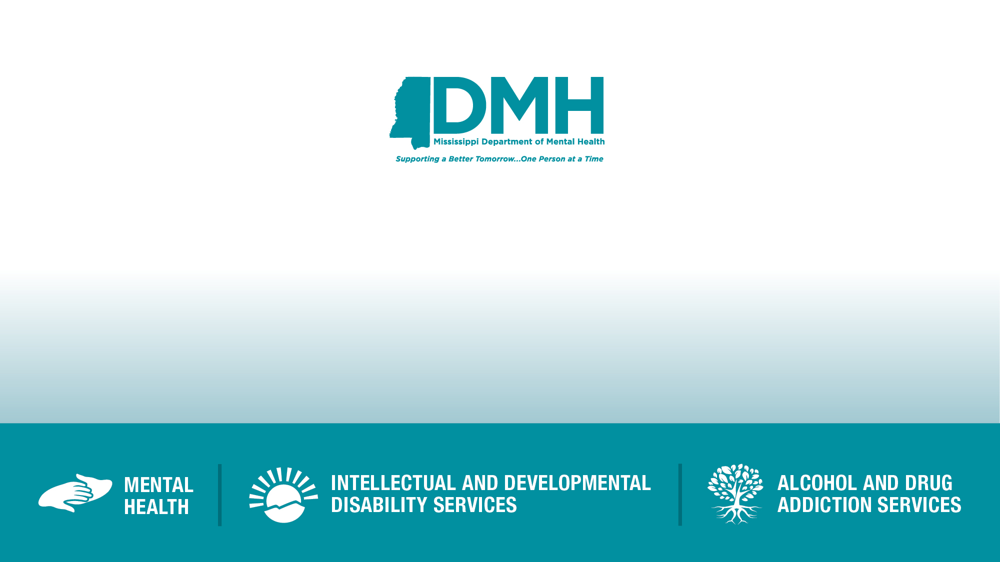 DMH
Mississippi Department of Mental Health
Supporting a Better Tomorrow...One Person at a Time
MENTAL
HEALTH
INTELLECTUAL AND DEVELOPMENTAL
DISABILITY SERVICES
ALCOHOL AND DRUG
ADDICTION SERVICES